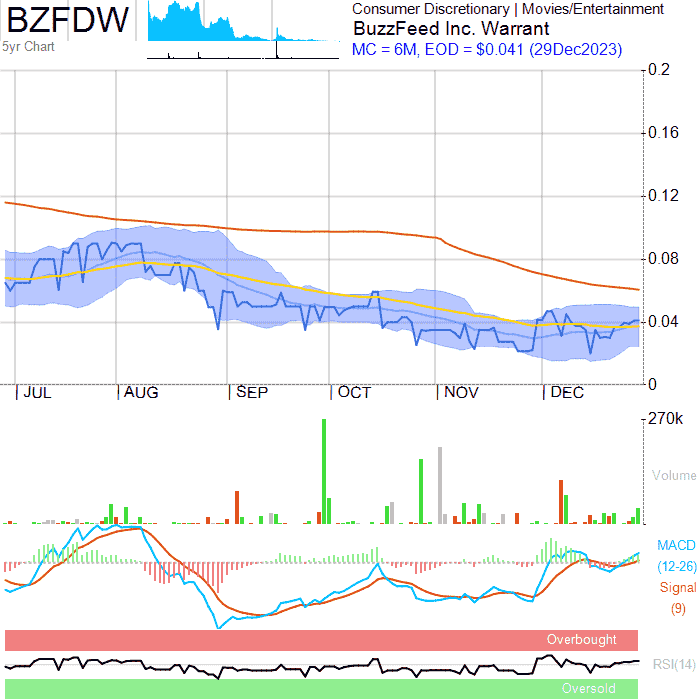 BZFDW
5yr Chart
Consumer Discretionary | Movies/Entertainment
BuzzFeed Inc. Warrant
MC = 6M, EOD = $0.041 (29Dec2023)
0.2
0.16
0.12
0.08
0.04
0
JUL AUG SEP OCT NOV DEC
270k
Volume
MACD
(12-26)
Signal
(9)
Overbought
RSI(14)
Oversold